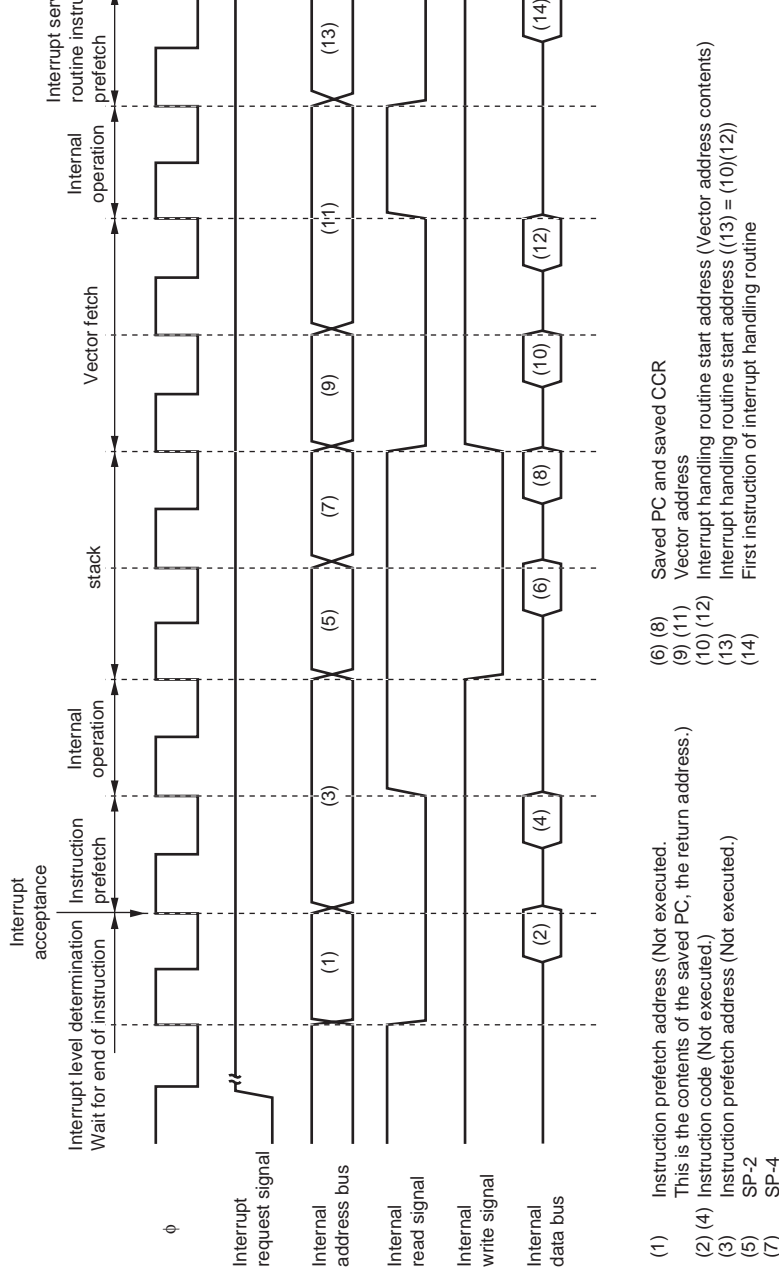 Interrupt
acceptance
Interrupt level determination
Wait for end of instruction
Instruction
prefetch
Internal
operation
stack
Vector fetch
Internal
operation
routine
prefetch
φ
Interrupt
request signal
Internal
address bus
(1)
(3)
(5)
(7)
(9)
(11)
(13)
Internal
read signal
Internal
write signal
Internal
data bus
(2)
(4)
(6)
(8)
(10)
(12)
(14)
(1) Instruction prefetch address (Not executed.
This is the contents of the saved PC, the return address.)
(2) (4) Instruction code (Not executed.)
(3) Instruction prefetch address (Not executed.)
(5) SP-2
(7) SP-4
(6) (8) Saved PC and saved CCR
(9) (11) Vector address
(10) (12) Interrupt handling routine start address (Vector address contents)
(13) Interrupt handling routine start address ((13) = (10)(12))
(14) First instruction of interrupt handling routine